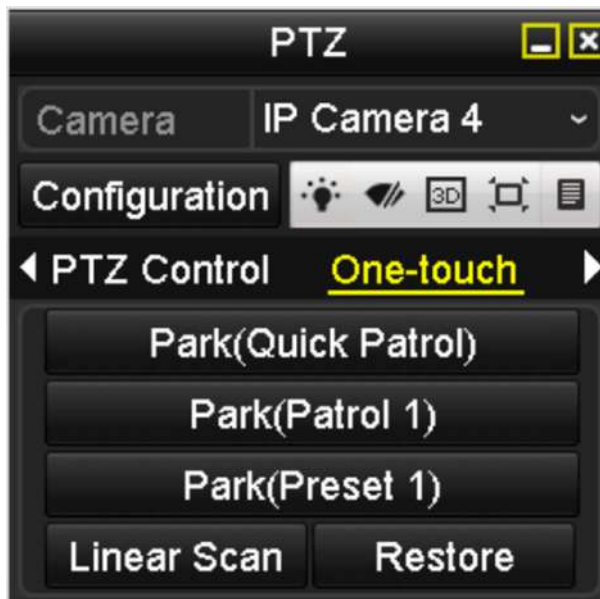 PTZ
Camera IP Camera 4
Configuration 3D
PTZ Control One-touch
Park(Quick Patrol)
Park(Patrol 1)
Park(Preset 1)
Linear Scan Restore